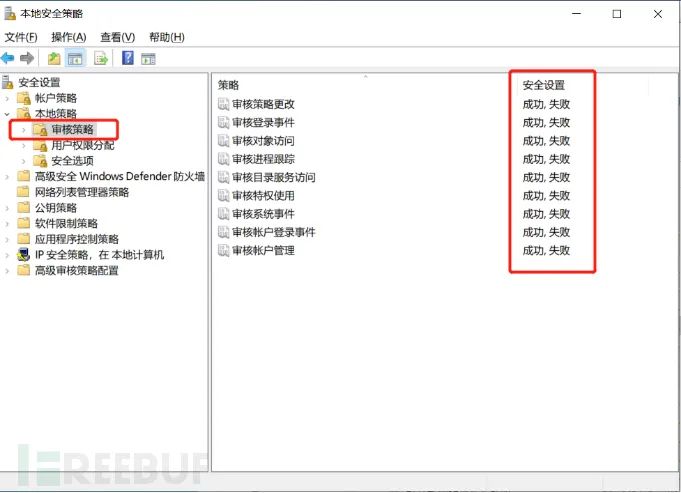 本地安全策略
文件(F) 操作(A) 查看(V) 帮助(H)
安全设置
帐户策略
本地策略
审核策略
用户权限分配
安全选项
高级安全 Windows Defender 防火墙
网络列表管理器策略
公钥策略
软件限制策略
应用程序控制策略
IP 安全策略，在 本地计算机
高级审核策略配置
策略 安全设置
审核策略更改 成功, 失败
审核登录事件 成功, 失败
审核对象访问 成功, 失败
审核进程跟踪 成功, 失败
审核目录服务访问 成功, 失败
审核特权使用 成功, 失败
审核系统事件 成功, 失败
审核帐户登录事件 成功, 失败
审核帐户管理 成功, 失败
FREEBUF